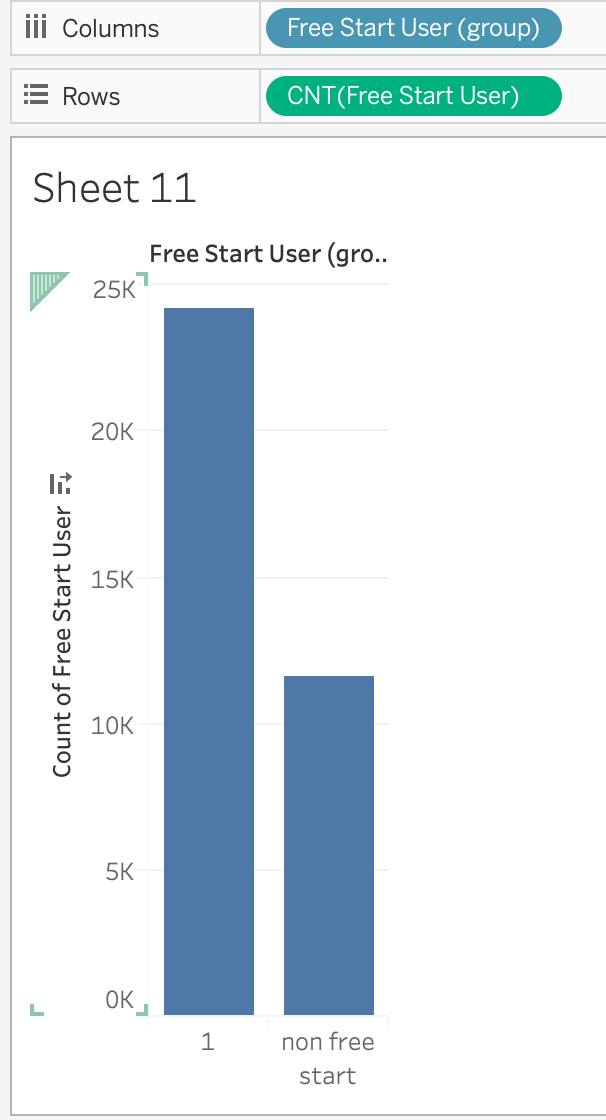 Columns
Free Start User (group)
Rows
CNT(Free Start User)
Sheet 11
Free Start User (gro..
25K
20K
15K
10K
5K
0K
Count of Free Start User
1
non free
start